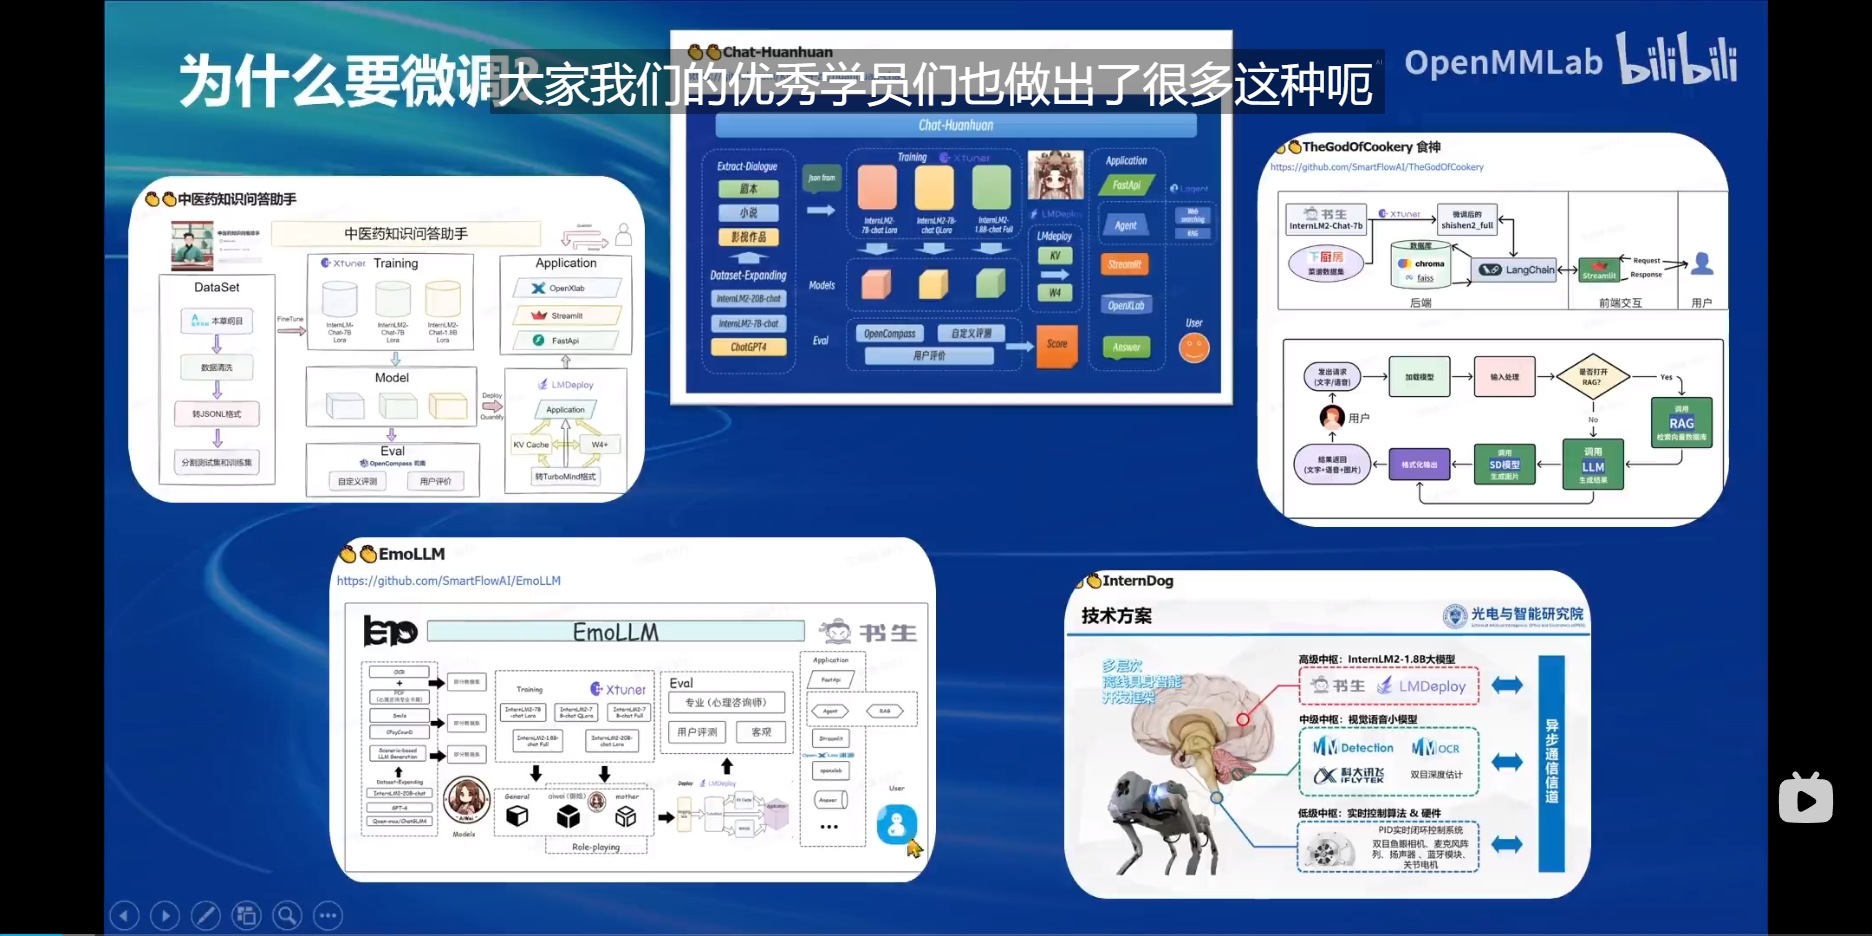 为什么要微调?
大家我们的优秀学员们也做出了很多这种呃
OpenMMLab bilibili
中医药知识问答助手
中医药知识问答助手
DataSet
本草纲目
数据清洗
转JSONL格式
分割测试集和训练集
FineTune
XTuner Training
InternLM-Chat-7B Lora
InternLM2-Chat-7B Lora
InternLM2-Chat-1.8B Lora
Model
Eval
OpenCompass 司南
自定义评测
用户评价
Deploy
Quantify
Application
OpenXlab
Streamlit
FastApi
LMDeploy
Application
KV Cache
W4+
转TurboMind格式
Chat-Huanhuan
Chat-Huanhuan
Extract-Dialogue
剧本
小说
影视作品
Dataset-Expanding
InternLM2-20B-chat
InternLM2-7B-chat
ChatGPT4
Json from
Training XTuner
InternLM2-7B-chat Lora
InternLM2-7B-chat QLora
InternLM2-1.8B-chat Full
Models
Eval
OpenCompass
自定义评测
用户评价
Score
LMDeploy
LMdeploy
KV
W4
Application
FastApi
Lagent
Agent
Web searching
RAG
Streamlit
OpenXLab
Answer
User
TheGodOfCookery 食神
https://github.com/SmartFlowAI/TheGodOfCookery
书生
InternLM2-Chat-7b
XTuner
微调后的
shishen2_full
下厨房
菜谱数据集
数据库
chroma
faiss
LangChain
Streamlit
Request
Response
后端
前端交互
用户
发出请求
(文字/语音)
加载模型
输入处理
是否打开
RAG?
Yes
No
调用
RAG
检索向量数据库
用户
结果返回
(文字+语音+图片)
格式化输出
调用
SD模型
生成图片
调用
LLM
生成结果
EmoLLM
https://github.com/SmartFlowAI/EmoLLM
EmoLLM
书生
OCR
+
PDF
Smile
CPsyCounD
Scenario-based
LLM Generation
Dataset-Expanding
InternLM2-20B-chat
GPT-4
Models
Training
XTuner
InternLM2-7B-chat Lora
InternLM2-7B-chat QLora
InternLM2-7B-chat Full
InternLM2-1.8B-chat Full
InternLM2-20B-chat Lora
Eval
专业(心理咨询师)
用户评测
客观
General
mother
Role-playing
Deploy
LMDeploy
Application
FastApi
Agent
RAG
Streamlit
openxlab
Answer
User
InternDog
技术方案
光电与智能研究院
多层次
离线具身智能
开发框架
高级中枢：InternLM2-1.8B大模型
书生 LMDeploy
中级中枢：视觉语音小模型
MMDetection
MMOCR
科大讯飞
iFLYTEK
双目深度估计
低级中枢：实时控制算法 & 硬件
PID实时闭环控制系统
双目鱼眼相机、麦克风阵
列、扬声器、蓝牙模块、
关节电机
异步通信信道